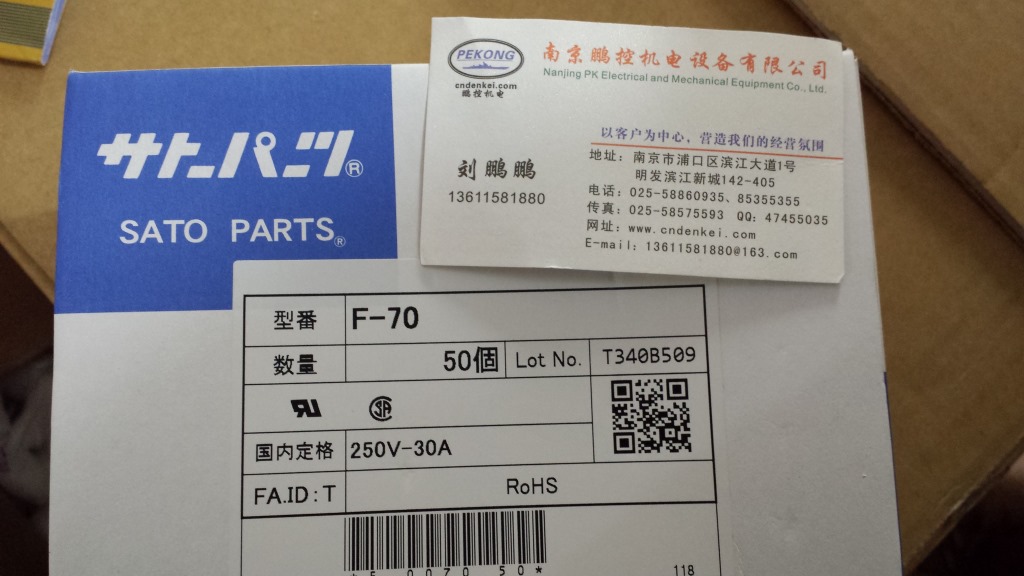 PEKONG
cndenkei.com
鹏控机电
南京鹏控机电设备有限公司
Nanjing PK Electrical and Mechanical Equipment Co., Ltd.
以客户为中心，营造我们的经营氛围
刘鹏鹏
13611581880
地址：南京市浦口区滨江大道1号
明发滨江新城142-405
电话：025-58860935、85355355
传真：025-58575593 QQ：47455035
网址：www.cndenkei.com
E-mail：13611581880@163.com
サトーパーツ®
SATO PARTS®
型番 F-70
数量 50個 Lot No. T340B509
国内定格 250V-30A
FA.ID:T RoHS
118